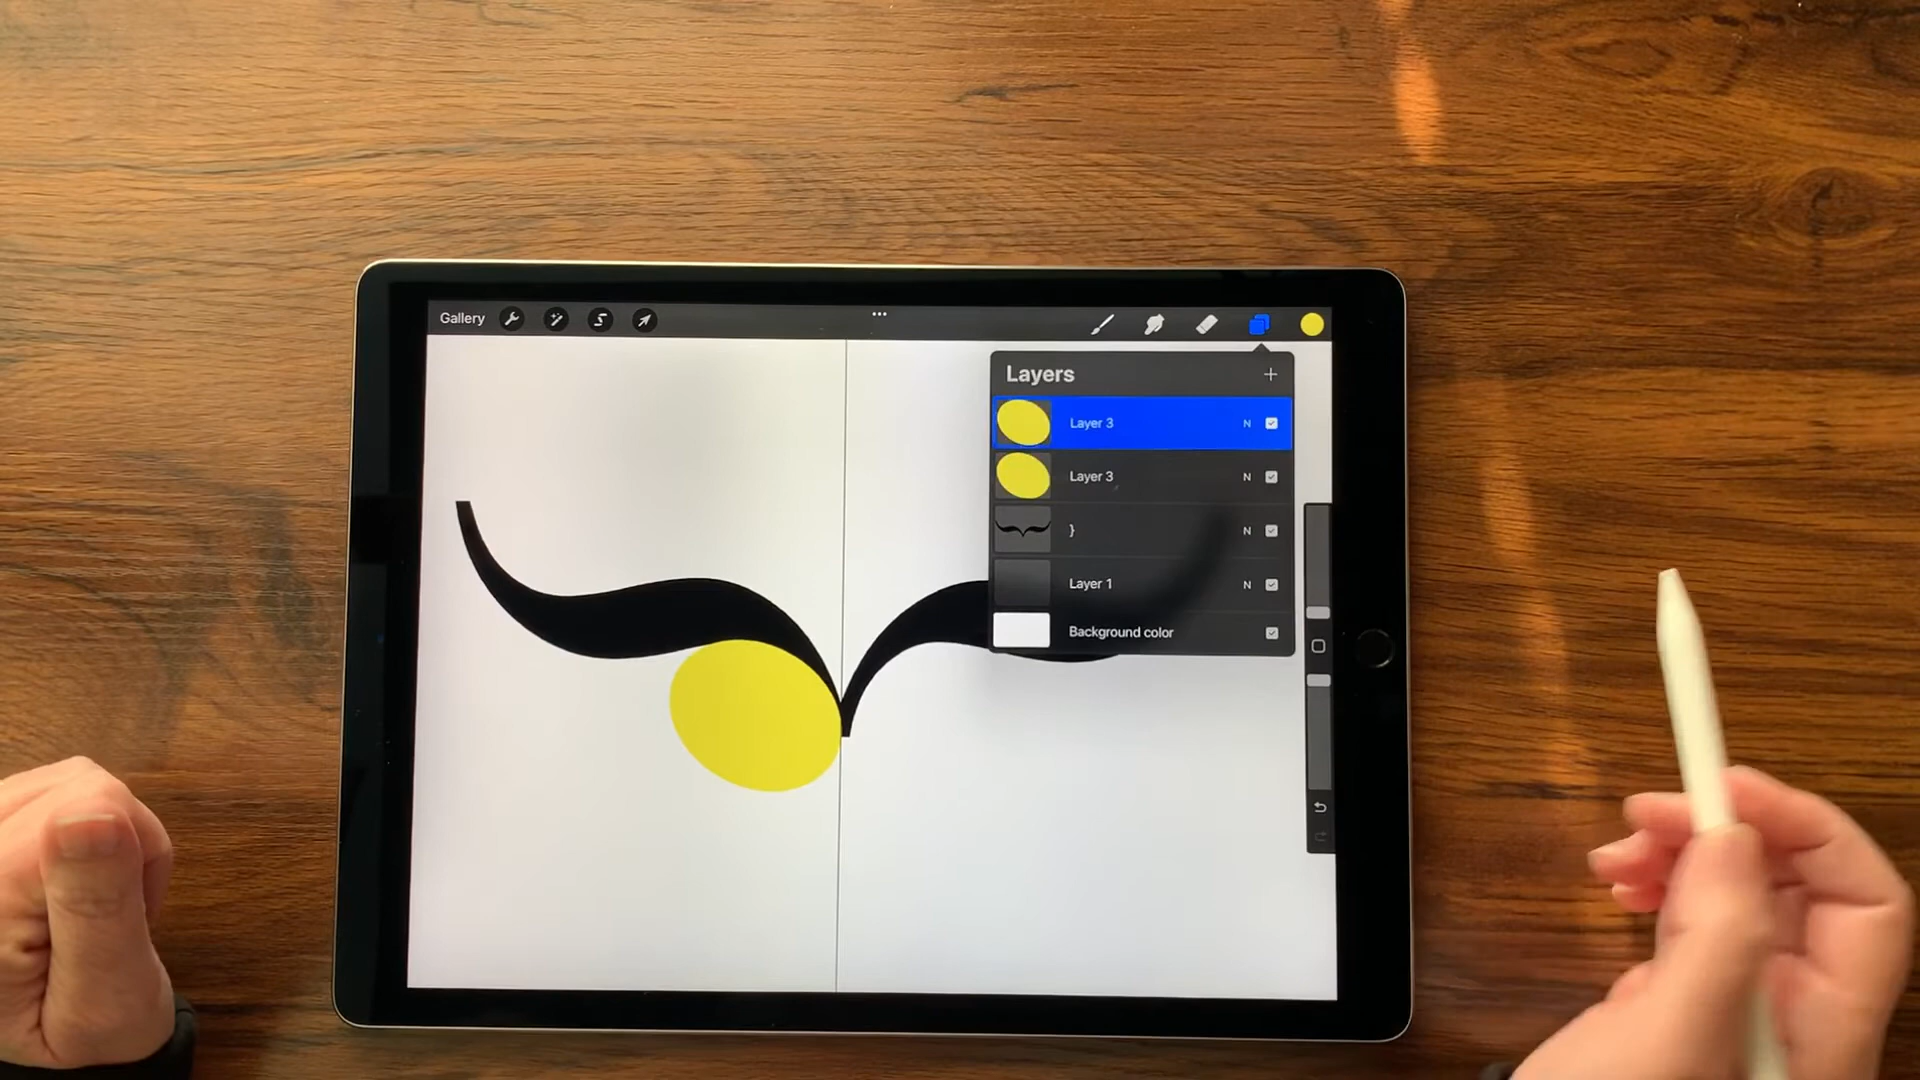 Gallery
Layers
Layer 3 N
Layer 3 N
} N
Layer 1 N
Background color